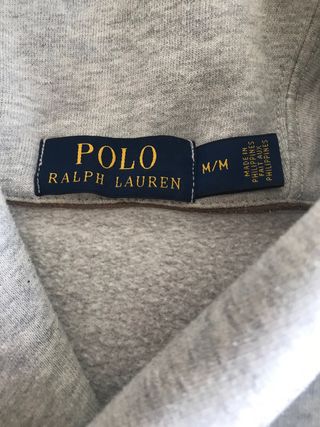 POLO
RALPH LAUREN
M/M
MADE IN
PHILIPPINES
FAIT AUX
PHILIPPINES